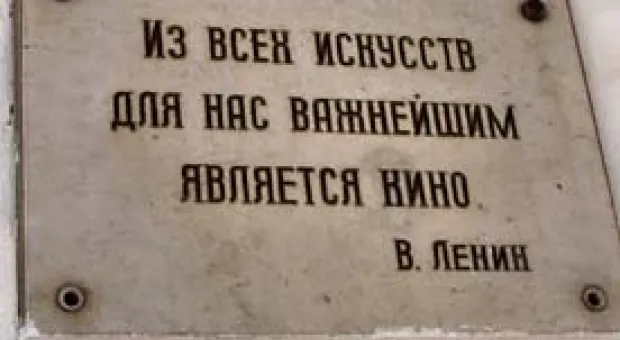 Из всех искусств
для нас важнейшим
является кино.
В. Ленин